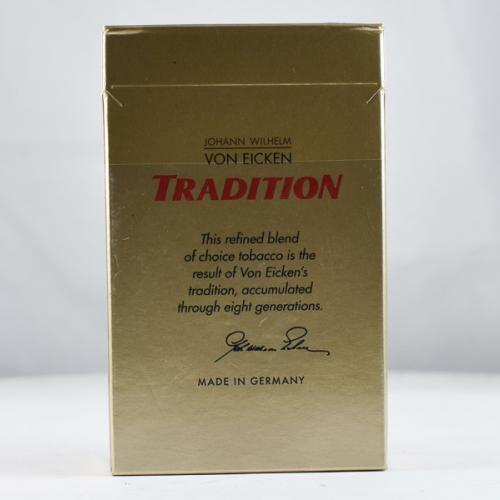 JOHANN WILHELM
VON EICKEN
TRADITION
This refined blend
of choice tobacco is the
result of Von Eicken's
tradition, accumulated
through eight generations.
MADE IN GERMANY